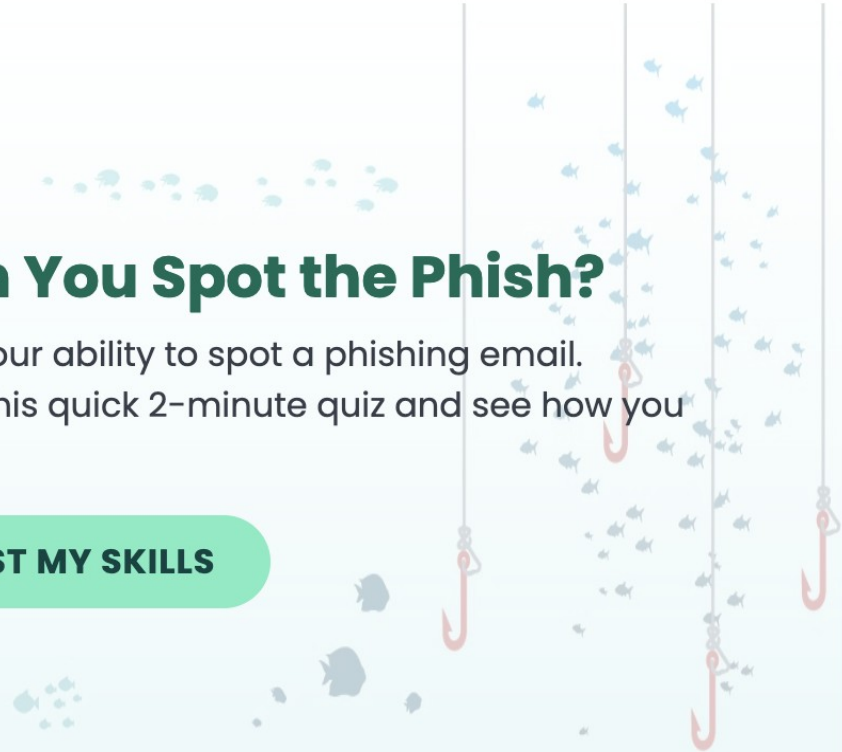 n You Spot the Phish?
our ability to spot a phishing email.
his quick 2-minute quiz and see how you
ST MY SKILLS